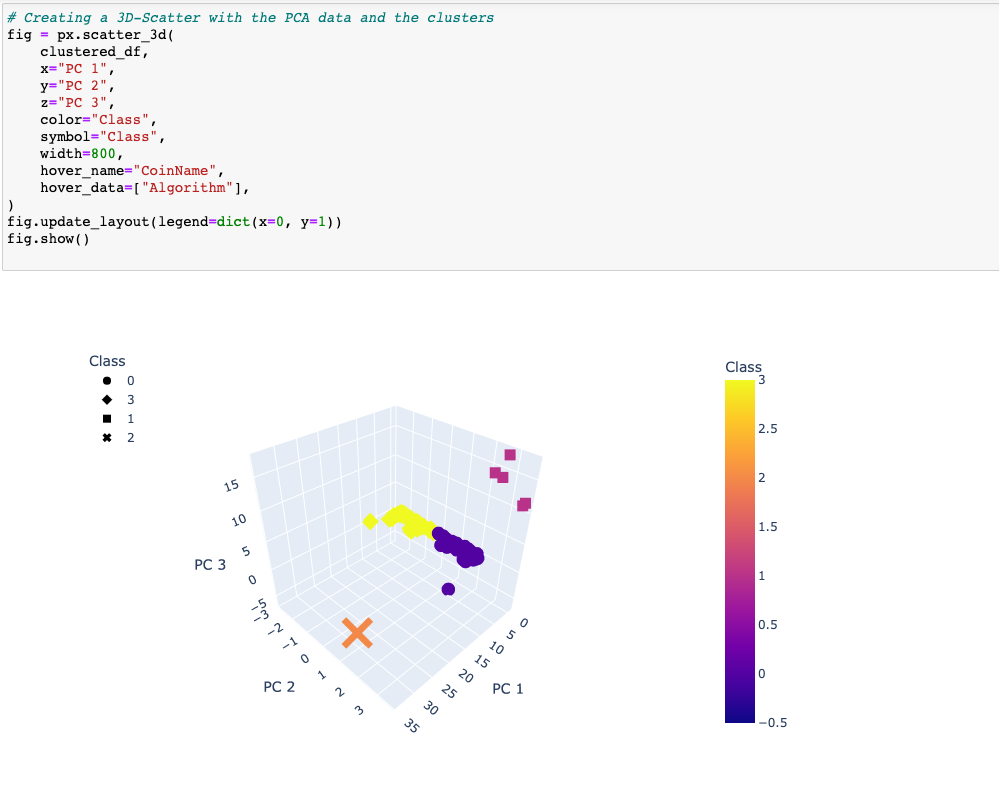 # Creating a 3D-Scatter with the PCA data and the clusters
fig = px.scatter_3d(
    clustered_df,
    x="PC 1",
    y="PC 2",
    z="PC 3",
    color="Class",
    symbol="Class",
    width=800,
    hover_name="CoinName",
    hover_data=["Algorithm"],
)
fig.update_layout(legend=dict(x=0, y=1))
fig.show()
Class
0
3
1
2
15
10
5
0
−5
PC 3
−3
−2
−1
0
1
2
3
PC 2
0
5
10
15
20
25
30
35
PC 1
Class
3
2.5
2
1.5
1
0.5
0
−0.5